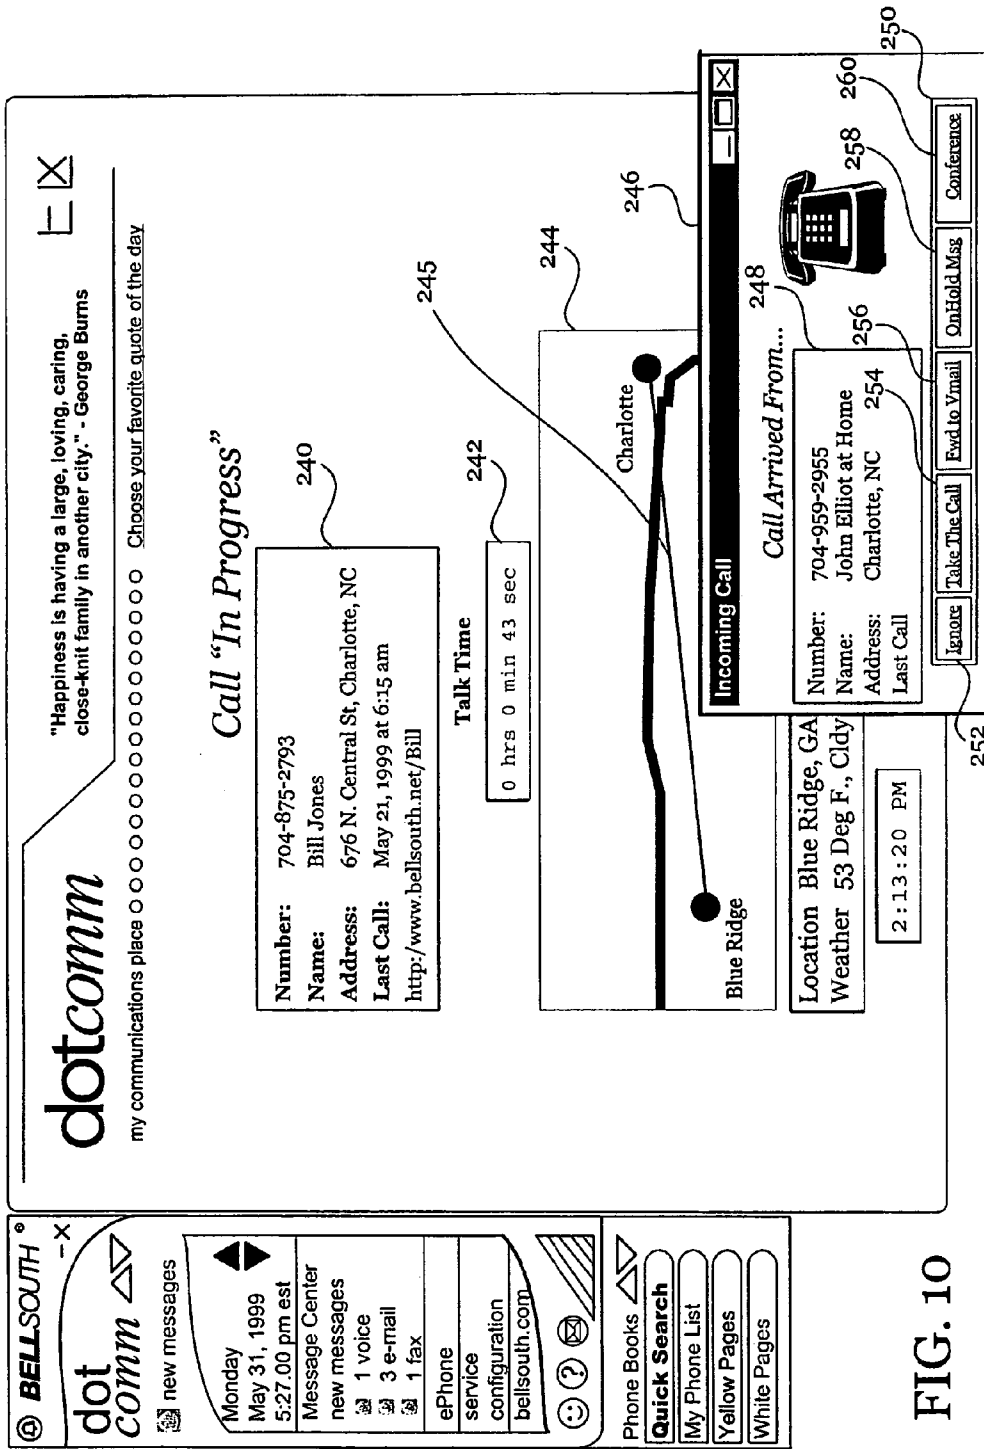 BELLSOUTH ®
–X
dot
comm
new messages
Monday
May 31, 1999
5:27.00 pm est
Message Center
new messages
1 voice
3 e-mail
1 fax
ePhone
service
configuration
bellsouth.com
Phone Books
Quick Search
My Phone List
Yellow Pages
White Pages
dotcomm
"Happiness is having a large, loving, caring,
close-knit family in another city." - George Burns
my communications place Choose your favorite quote of the day
Call “In Progress”
240
Number: 704-875-2793
Name: Bill Jones
Address: 676 N. Central St, Charlotte, NC
Last Call: May 21, 1999 at 6:15 am
http:/www.bellsouth.net/Bill
Talk Time
242
0 hrs 0 min 43 sec
245
244
Charlotte
Blue Ridge
Location Blue Ridge, GA
Weather 53 Deg F., Cldy
2:13:20 PM
246
Incoming Call
Call Arrived From...
248
Number: 704-959-2955
Name: John Elliot at Home
Address: Charlotte, NC
Last Call
254
256
258
260
250
Ignore
Take The Call
Fwd to Vmail
OnHold Msg
Conference
252
FIG. 10